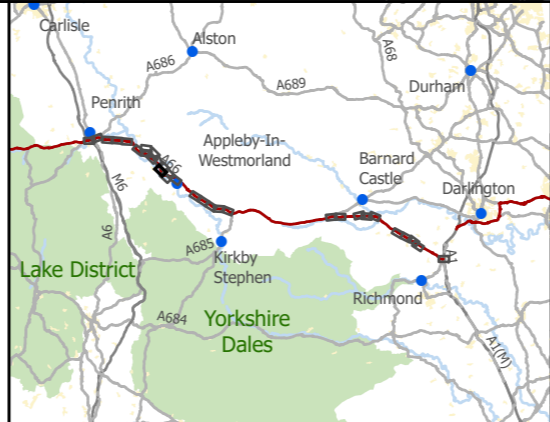 Carlisle
Alston
A686
A68
A689
Durham
Penrith
Appleby-In-
Westmorland
A66
Barnard
Castle
Darlington
M6
A6
A685
Kirkby
Stephen
A1
Lake District
Richmond
A684
Yorkshire
Dales
A1(M)